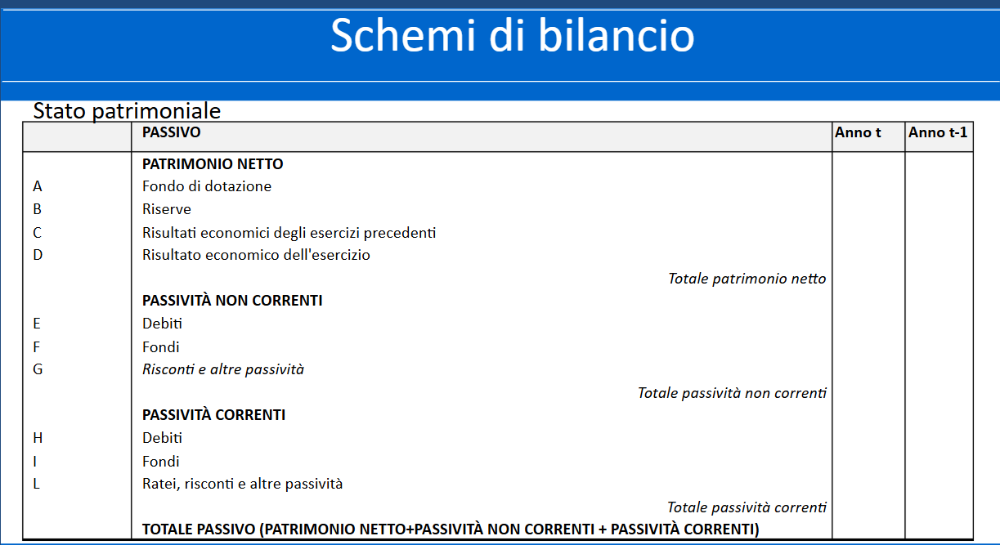 Schemi di bilancio
Stato patrimoniale
PASSIVO Anno t Anno t-1
PATRIMONIO NETTO
A Fondo di dotazione
B Riserve
C Risultati economici degli esercizi precedenti
D Risultato economico dell'esercizio
Totale patrimonio netto
PASSIVITÀ NON CORRENTI
E Debiti
F Fondi
G Risconti e altre passività
Totale passività non correnti
PASSIVITÀ CORRENTI
H Debiti
I Fondi
L Ratei, risconti e altre passività
Totale passività correnti
TOTALE PASSIVO (PATRIMONIO NETTO+PASSIVITÀ NON CORRENTI + PASSIVITÀ CORRENTI)